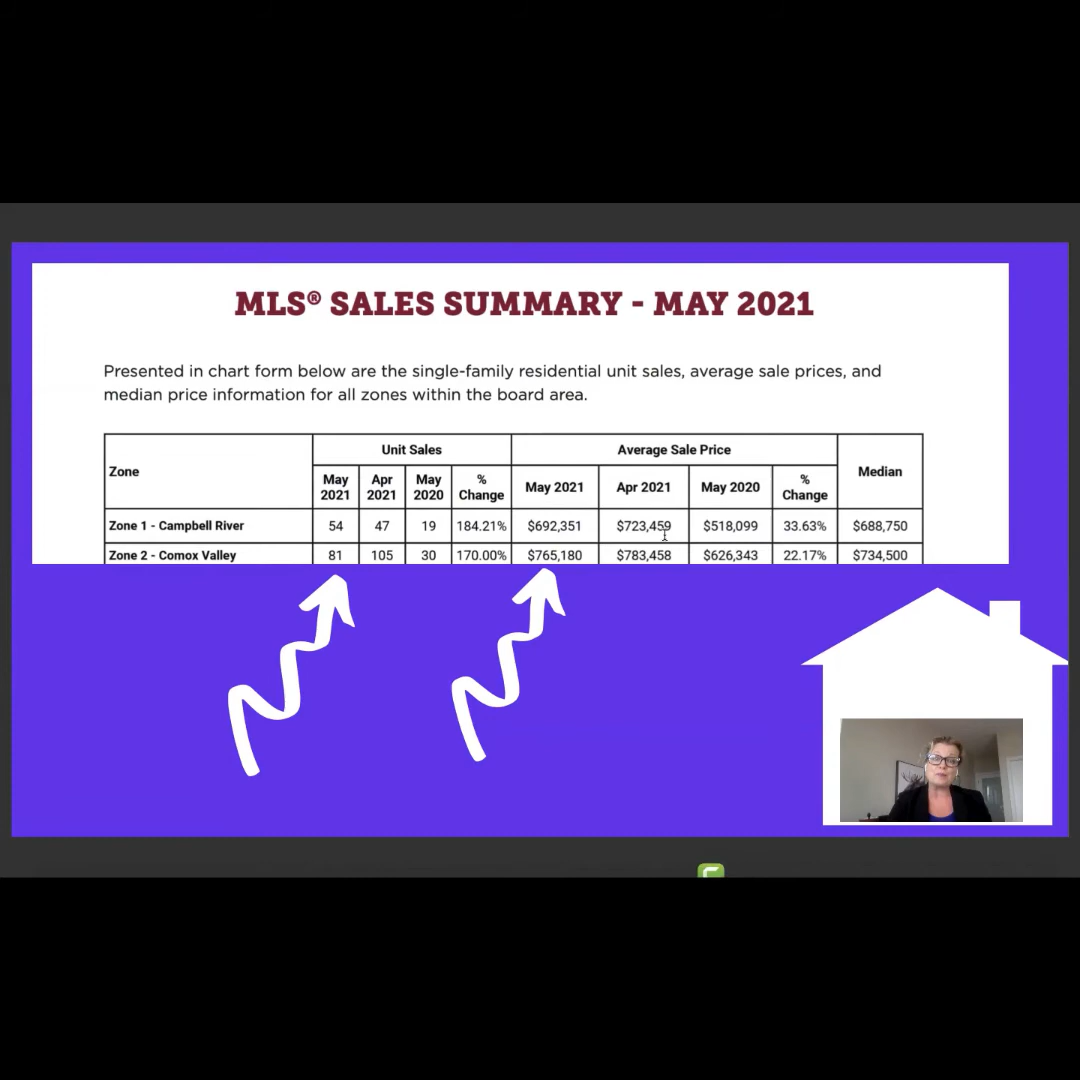 MLS® SALES SUMMARY - MAY 2021
Presented in chart form below are the single-family residential unit sales, average sale prices, and
median price information for all zones within the board area.
Zone Unit Sales Average Sale Price Median
May 2021 Apr 2021 May 2020 % Change May 2021 Apr 2021 May 2020 % Change
Zone 1 - Campbell River 54 47 19 184.21% $692,351 $723,459 $518,099 33.63% $688,750
Zone 2 - Comox Valley 81 105 30 170.00% $765,180 $783,458 $626,343 22.17% $734,500